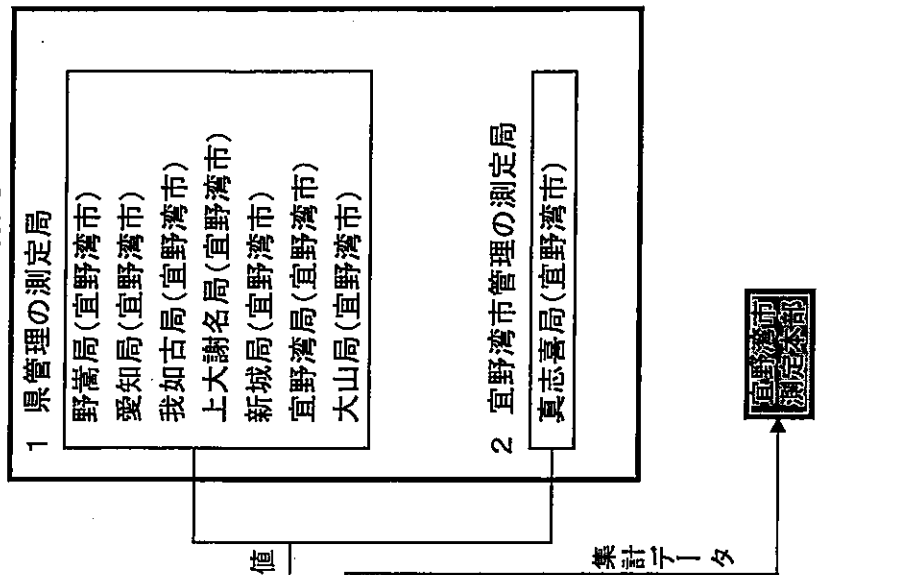 1 県管理の測定局
野嵩局(宜野湾市)
愛知局(宜野湾市)
我如古局(宜野湾市)
上大謝名局(宜野湾市)
新城局(宜野湾市)
宜野湾局(宜野湾市)
大山局(宜野湾市)
2 宜野湾市管理の測定局
真志喜局(宜野湾市)
値
集計データ
宜野湾市
測定本部